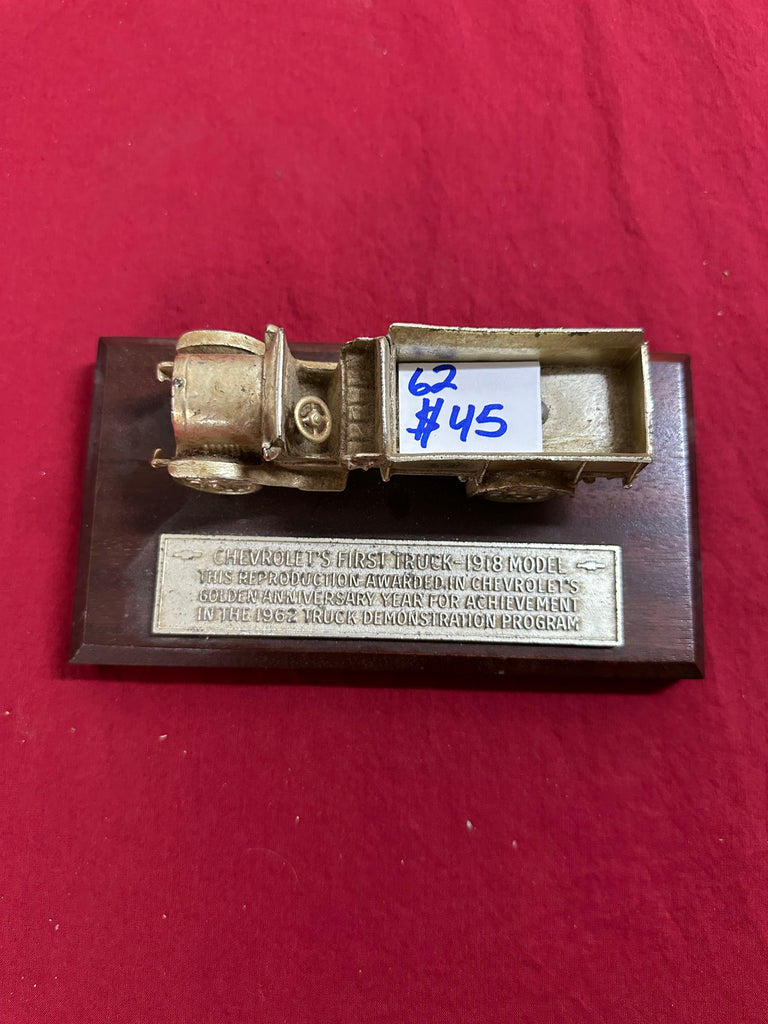 62
$45
CHEVROLET'S FIRST TRUCK-1918 MODEL
THIS REPRODUCTION AWARDED IN CHEVROLET'S
GOLDEN ANNIVERSARY YEAR FOR ACHIEVEMENT
IN THE 1962 TRUCK DEMONSTRATION PROGRAM